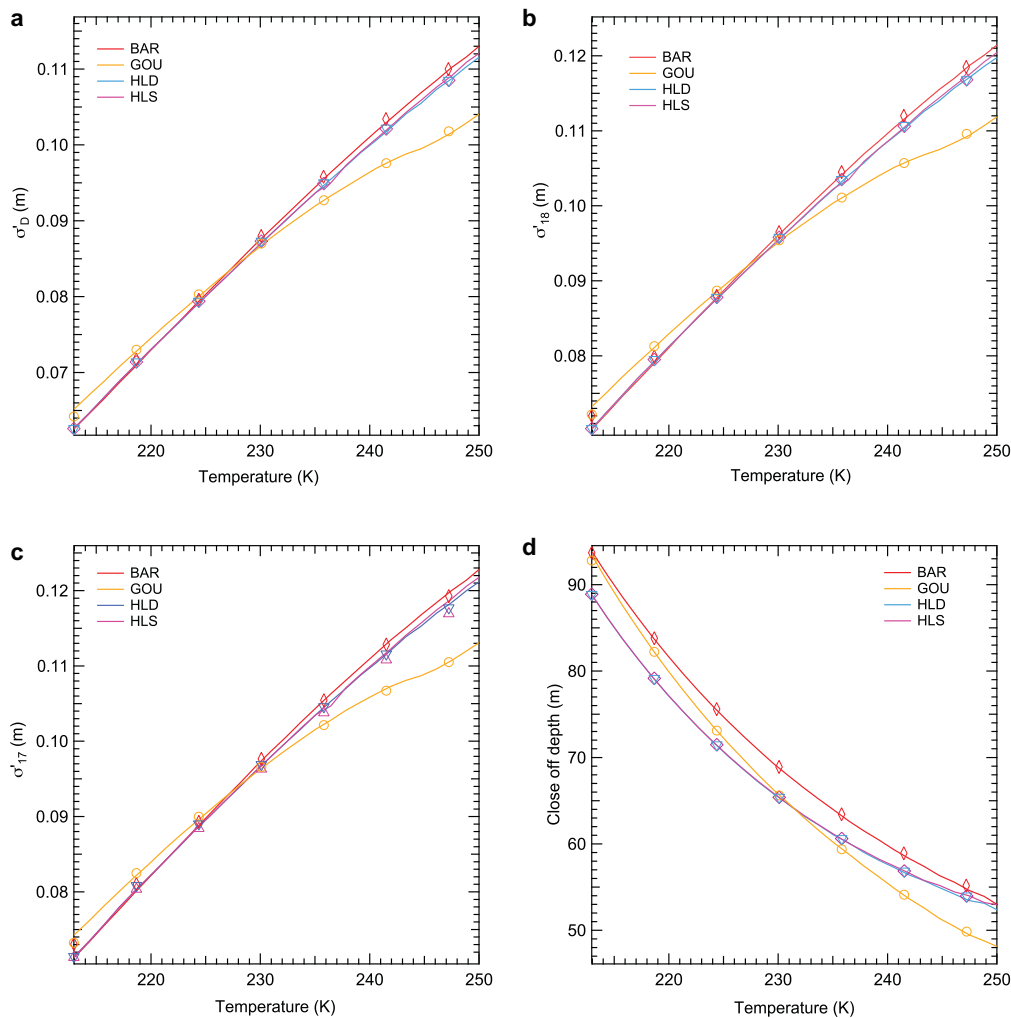 a
BAR
GOU
HLD
HLS
0.11
0.10
0.09
0.08
0.07
σ'D (m)
220
230
240
250
Temperature (K)
b
BAR
GOU
HLD
HLS
0.12
0.11
0.10
0.09
0.08
σ'18 (m)
220
230
240
250
Temperature (K)
c
BAR
GOU
HLD
HLS
0.12
0.11
0.10
0.09
0.08
σ'17 (m)
220
230
240
250
Temperature (K)
d
BAR
GOU
HLD
HLS
90
80
70
60
50
Close off depth (m)
220
230
240
250
Temperature (K)